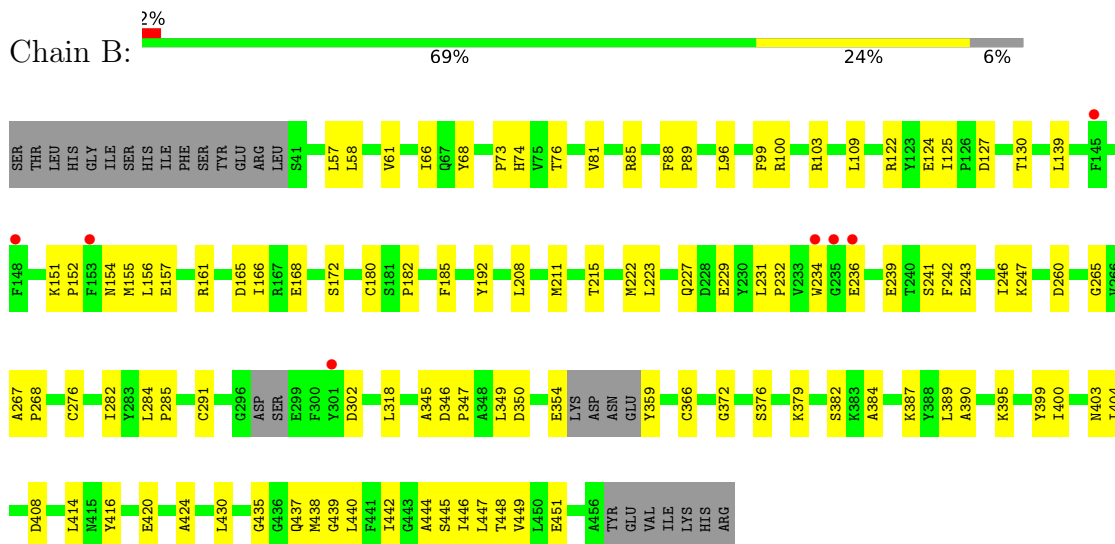 2%
Chain B:
69% 24% 6%
SER THR LEU HIS GLY ILE SER HIS ILE PHE SER TYR GLU ARG LEU S41 L57 L58 V61 I66 Q67 Y68 P73 H74 V75 T76 V81 R85 F88 P89 L96 F99 R100 R103 L109 R122 Y123 E124 I125 P126 D127 T130 L139 F145
F148 K151 P152 F153 N154 M155 L156 E157 R161 D165 I166 R167 E168 S172 C180 S181 P182 F185 Y192 L208 M211 T215 M222 L223 Q227 D228 E229 Y230 L231 P232 V233 W234 G235 E236 E239 T240 S241 F242 E243 I246 K247 D260 G265 V266
A267 P268 C276 I282 Y283 L284 P285 C291 G296 ASP SER E299 F300 Y301 D302 L318 A345 D346 P347 A348 L349 D350 E354 LYS ASP ASN GLU Y359 C366 G372 S376 K379 S382 K383 A384 K387 Y388 L389 A390 K395 Y399 I400 N403 I404
D408 L414 N415 Y416 E420 A424 L430 G435 G436 Q437 M438 G439 L440 F441 I442 G443 A444 S445 I446 L447 T448 V449 L450 E451 A456 TYR GLU VAL ILE LYS HIS ARG